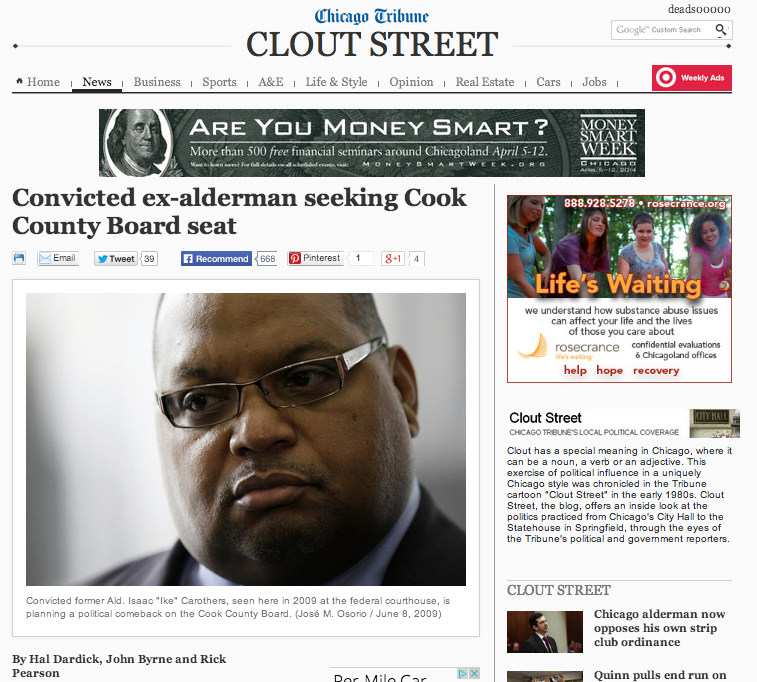 Chicago Tribune
deads00000
CLOUT STREET
Google™ Custom Search
Home
News
Business
Sports
A&E
Life & Style
Opinion
Real Estate
Cars
Jobs
Weekly Ads
ARE YOU MONEY SMART?
More than 500 free financial seminars around Chicagoland April 5-12.
Want to learn more? For full details on all scheduled events, visit: MONEYSMARTWEEK.ORG
MONEY
SMART
WEEK
CHICAGO
APRIL 5-12, 2014
Convicted ex-alderman seeking Cook
County Board seat
Email
Tweet 39
Recommend 668
Pinterest 1
g+1 4
Convicted former Ald. Isaac "Ike" Carothers, seen here in 2009 at the federal courthouse, is
planning a political comeback on the Cook County Board. (José M. Osorio / June 8, 2009)
By Hal Dardick, John Byrne and Rick
Pearson
Per-Mile Car
888.928.5278 • rosecrance.org
Life's Waiting
we understand how substance abuse issues
can affect your life and the lives
of those you care about
rosecrance
life's waiting
confidential evaluations
6 Chicagoland offices
help hope recovery
Clout Street
CHICAGO TRIBUNE'S LOCAL POLITICAL COVERAGE
CITY HALL
Clout has a special meaning in Chicago, where it
can be a noun, a verb or an adjective. This
exercise of political influence in a uniquely
Chicago style was chronicled in the Tribune
cartoon "Clout Street" in the early 1980s. Clout
Street, the blog, offers an inside look at the
politics practiced from Chicago's City Hall to the
Statehouse in Springfield, through the eyes of
the Tribune's political and government reporters.
CLOUT STREET
Chicago alderman now
opposes his own strip
club ordinance
Quinn pulls end run on